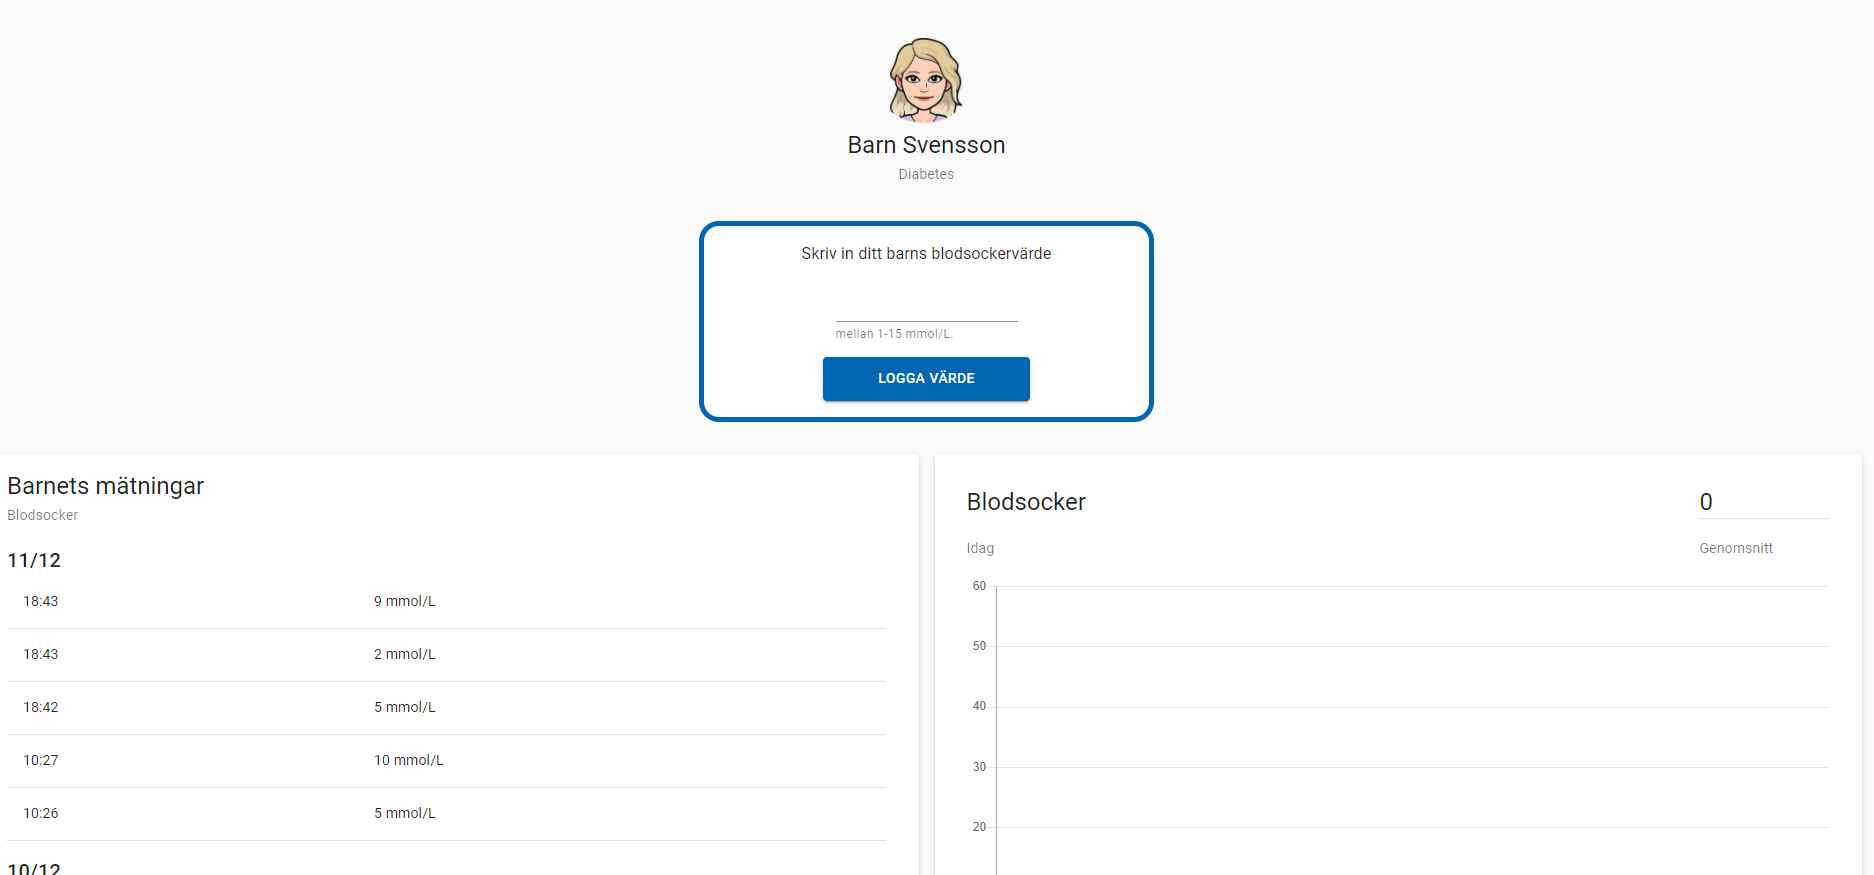 Barn Svensson
Diabetes
Skriv in ditt barns blodsockervärde
mellan 1-15 mmol/L.
LOGGA VÄRDE
Barnets mätningar
Blodsocker
11/12
18:43 9 mmol/L
18:43 2 mmol/L
18:42 5 mmol/L
10:27 10 mmol/L
10:26 5 mmol/L
10/12
Blodsocker 0
Idag Genomsnitt
60
50
40
30
20